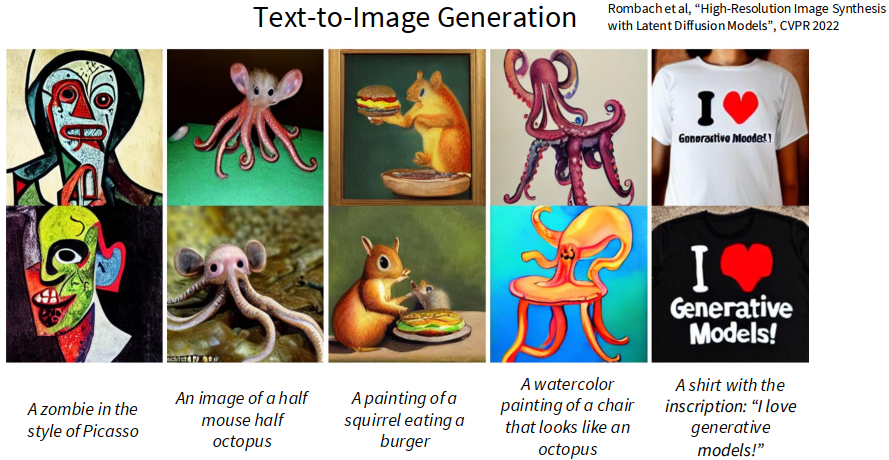 Text-to-Image Generation
Rombach et al, “High-Resolution Image Synthesis
with Latent Diffusion Models”, CVPR 2022
I
I
Generative
Models!
A zombie in the
style of Picasso
An image of a half
mouse half
octopus
A painting of a
squirrel eating a
burger
A watercolor
painting of a chair
that looks like an
octopus
A shirt with the
inscription: “I love
generative
models!”